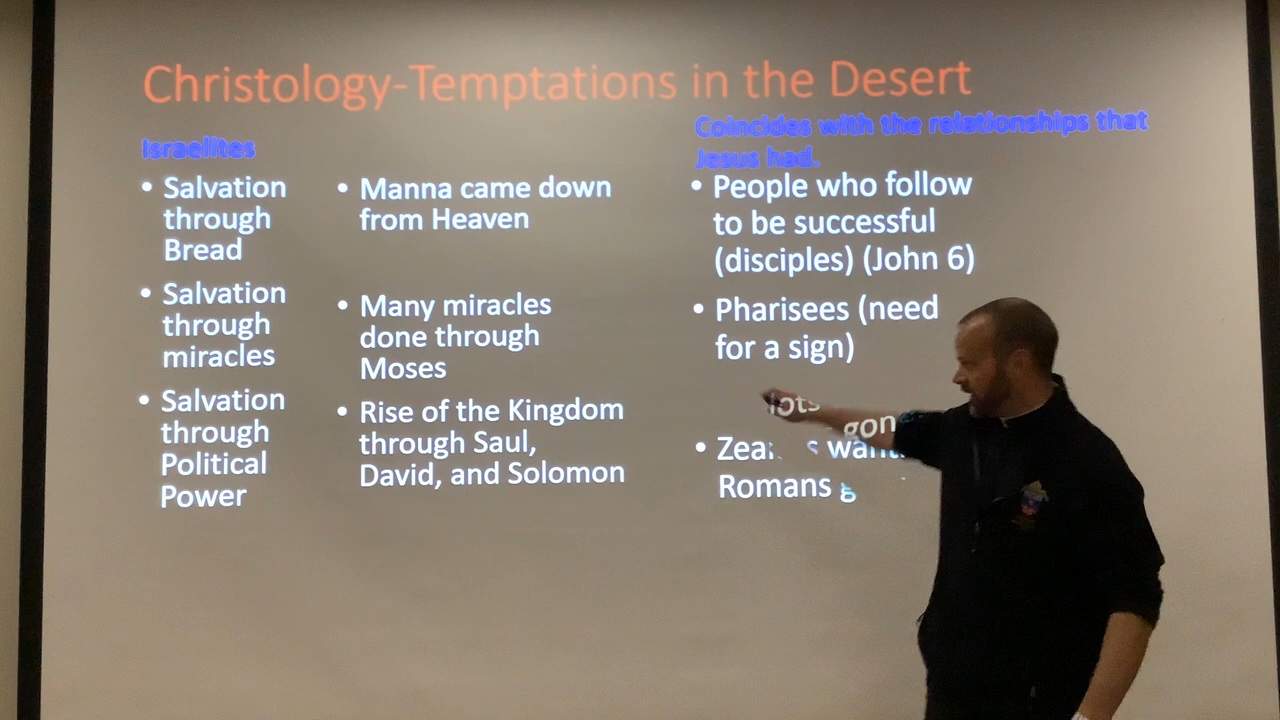 Christology-Temptations in the Desert
Israelites
• Salvation
through
Bread
• Salvation
through
miracles
• Salvation
through
Political
Power
• Manna came down
from Heaven
• Many miracles
done through
Moses
• Rise of the Kingdom
through Saul,
David, and Solomon
Coincides with the relationships that
Jesus had.
• People who follow
to be successful
(disciples) (John 6)
• Pharisees (need
for a sign)
•
Romans